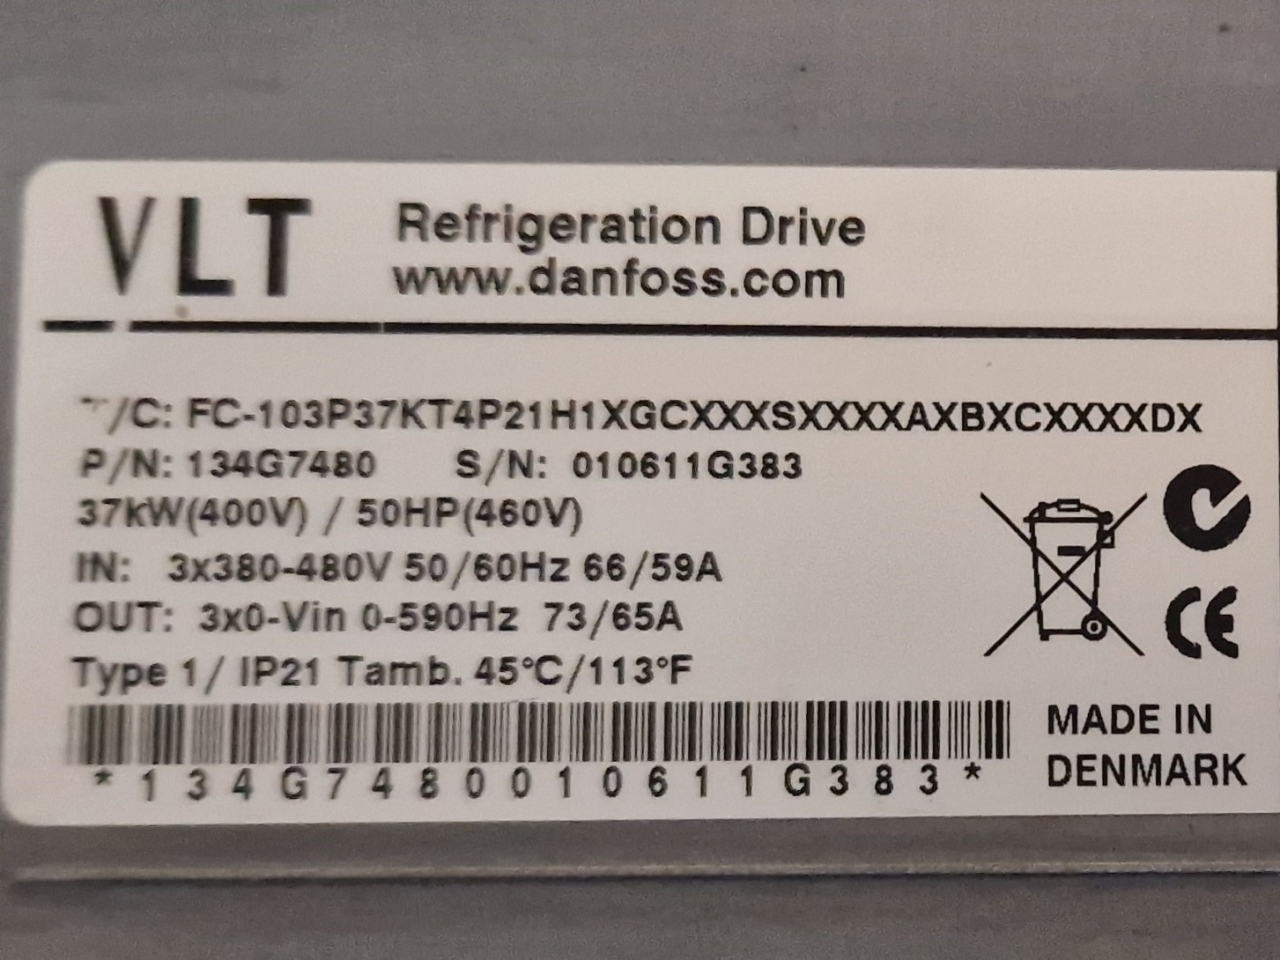 VLT
Refrigeration Drive
www.danfoss.com
T/C: FC-103P37KT4P21H1XGCXXXSXXXXAXBXCXXXXDX
P/N: 134G7480 S/N: 010611G383
37kW(400V) / 50HP(460V)
IN: 3x380-480V 50/60Hz 66/59A
OUT: 3x0-Vin 0-590Hz 73/65A
Type 1/ IP21 Tamb. 45°C/113°F
*134G7480010611G383*
CE
MADE IN
DENMARK